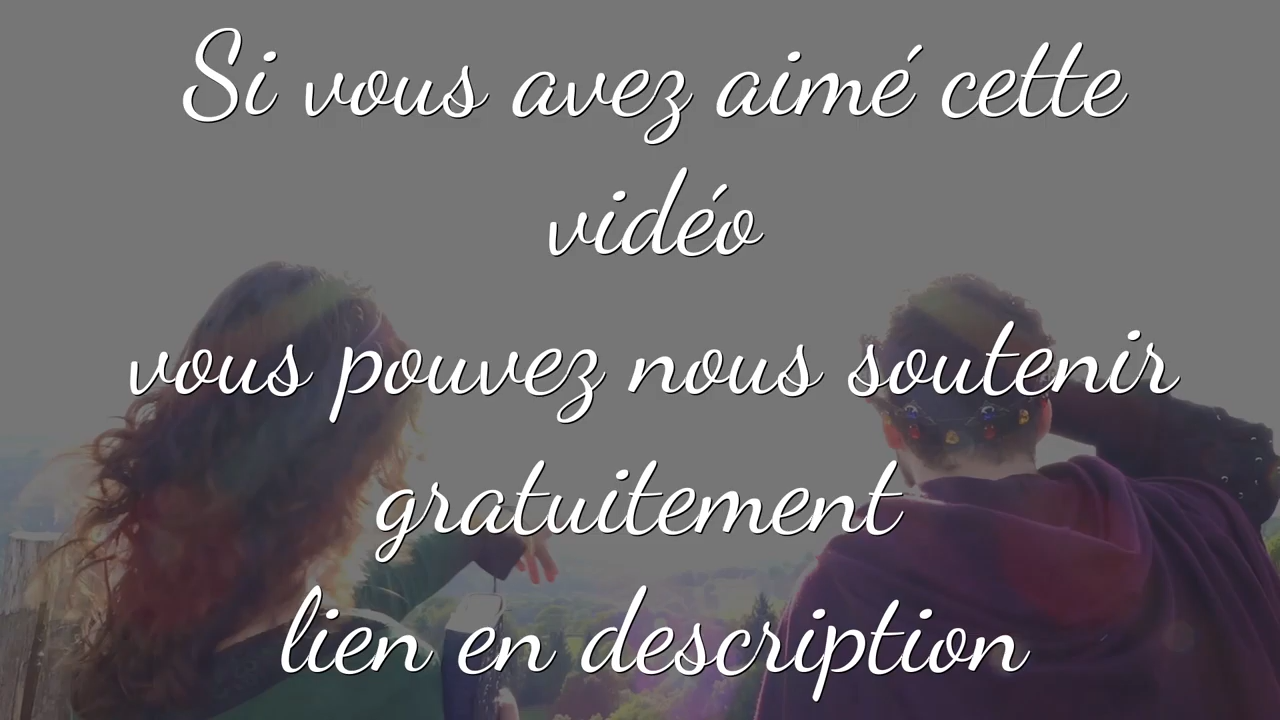 Si vous avez aimé cette
vidéo
vous pouvez nous soutenir
gratuitement
lien en description